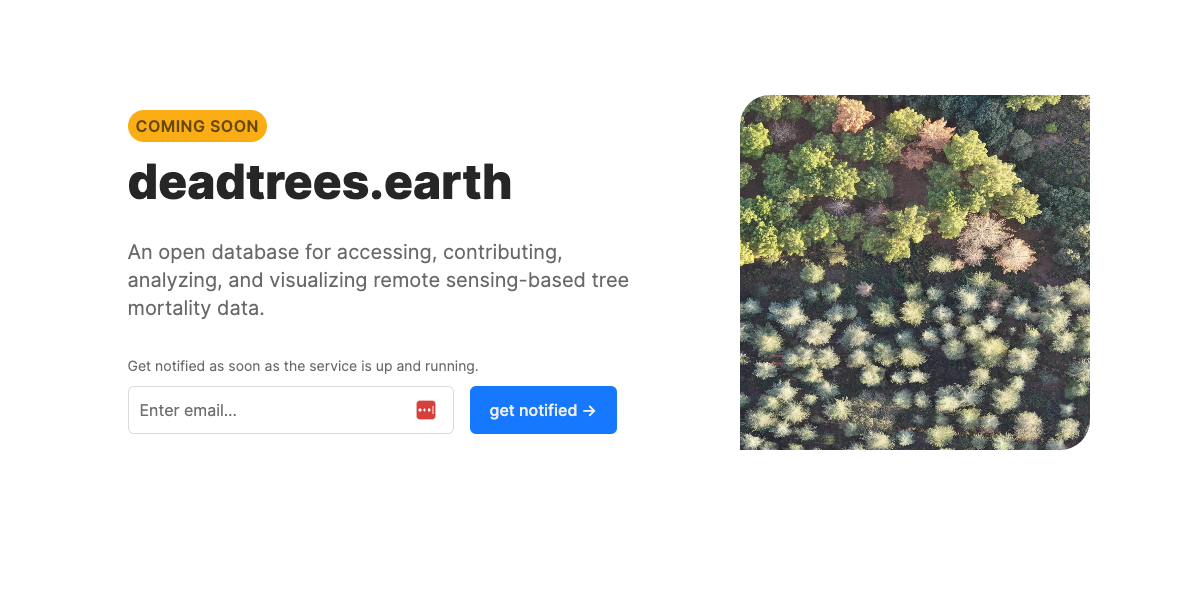 COMING SOON
deadtrees.earth
An open database for accessing, contributing,
analyzing, and visualizing remote sensing-based tree
mortality data.
Get notified as soon as the service is up and running.
Enter email...
get notified →